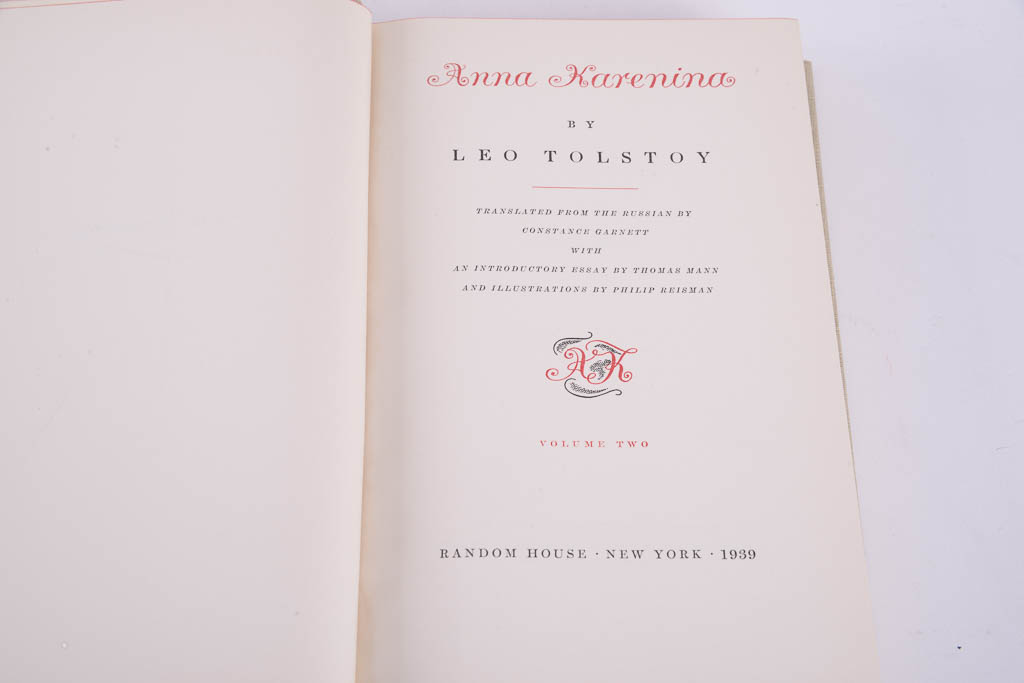 Anna Karenina
BY
LEO TOLSTOY
TRANSLATED FROM THE RUSSIAN BY
CONSTANCE GARNETT
WITH
AN INTRODUCTORY ESSAY BY THOMAS MANN
AND ILLUSTRATIONS BY PHILIP REISMAN
AK
VOLUME TWO
RANDOM HOUSE · NEW YORK · 1939